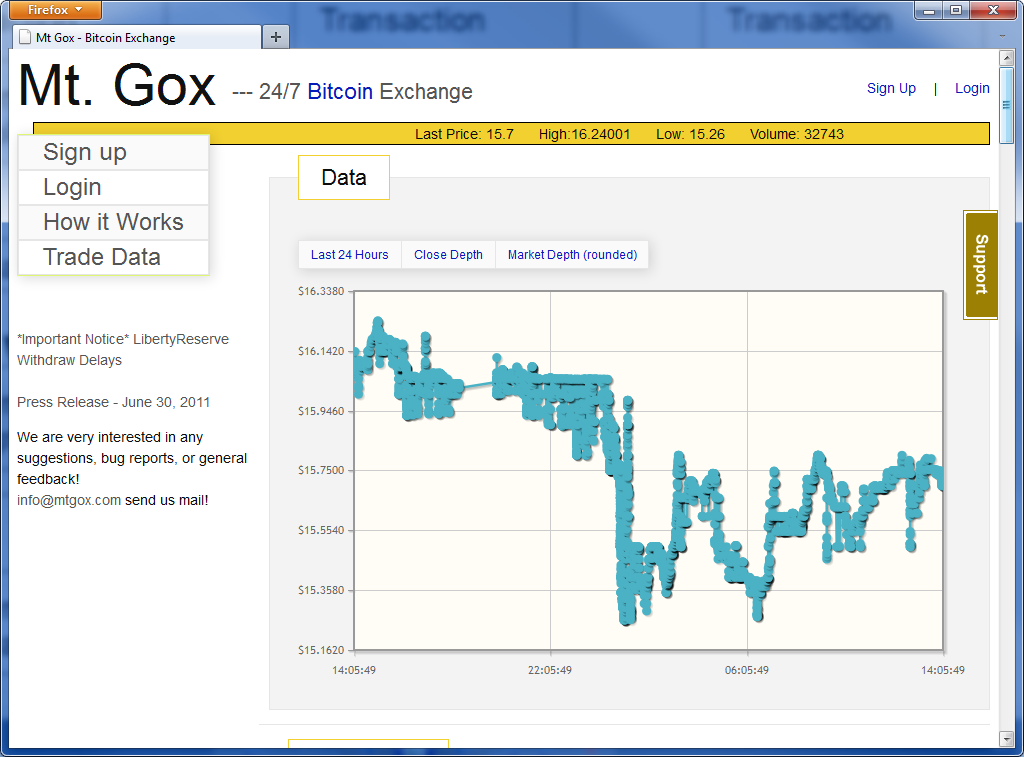 Firefox
Transaction Transaction
Mt Gox - Bitcoin Exchange
Mt. Gox --- 24/7 Bitcoin Exchange
Sign Up | Login
Last Price: 15.7 High:16.24001 Low: 15.26 Volume: 32743
Sign up
Login
How it Works
Trade Data
*Important Notice* LibertyReserve
Withdraw Delays
Press Release - June 30, 2011
We are very interested in any
suggestions, bug reports, or general
feedback!
info@mtgox.com send us mail!
Data
Last 24 Hours Close Depth Market Depth (rounded)
$16.3380
$16.1420
$15.9460
$15.7500
$15.5540
$15.3580
$15.1620
14:05:49 22:05:49 06:05:49 14:05:49
Support